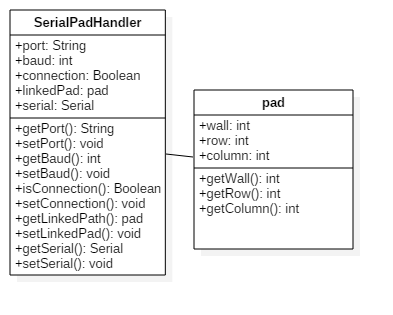 SerialPadHandler
+port: String
+baud: int
+connection: Boolean
+linkedPad: pad
+serial: Serial
+getPort(): String
+setPort(): void
+getBaud(): int
+setBaud(): void
+isConnection(): Boolean
+setConnection(): void
+getLinkedPath(): pad
+setLinkedPad(): void
+getSerial(): Serial
+setSerial(): void
pad
+wall: int
+row: int
+column: int
+getWall(): int
+getRow(): int
+getColumn(): int